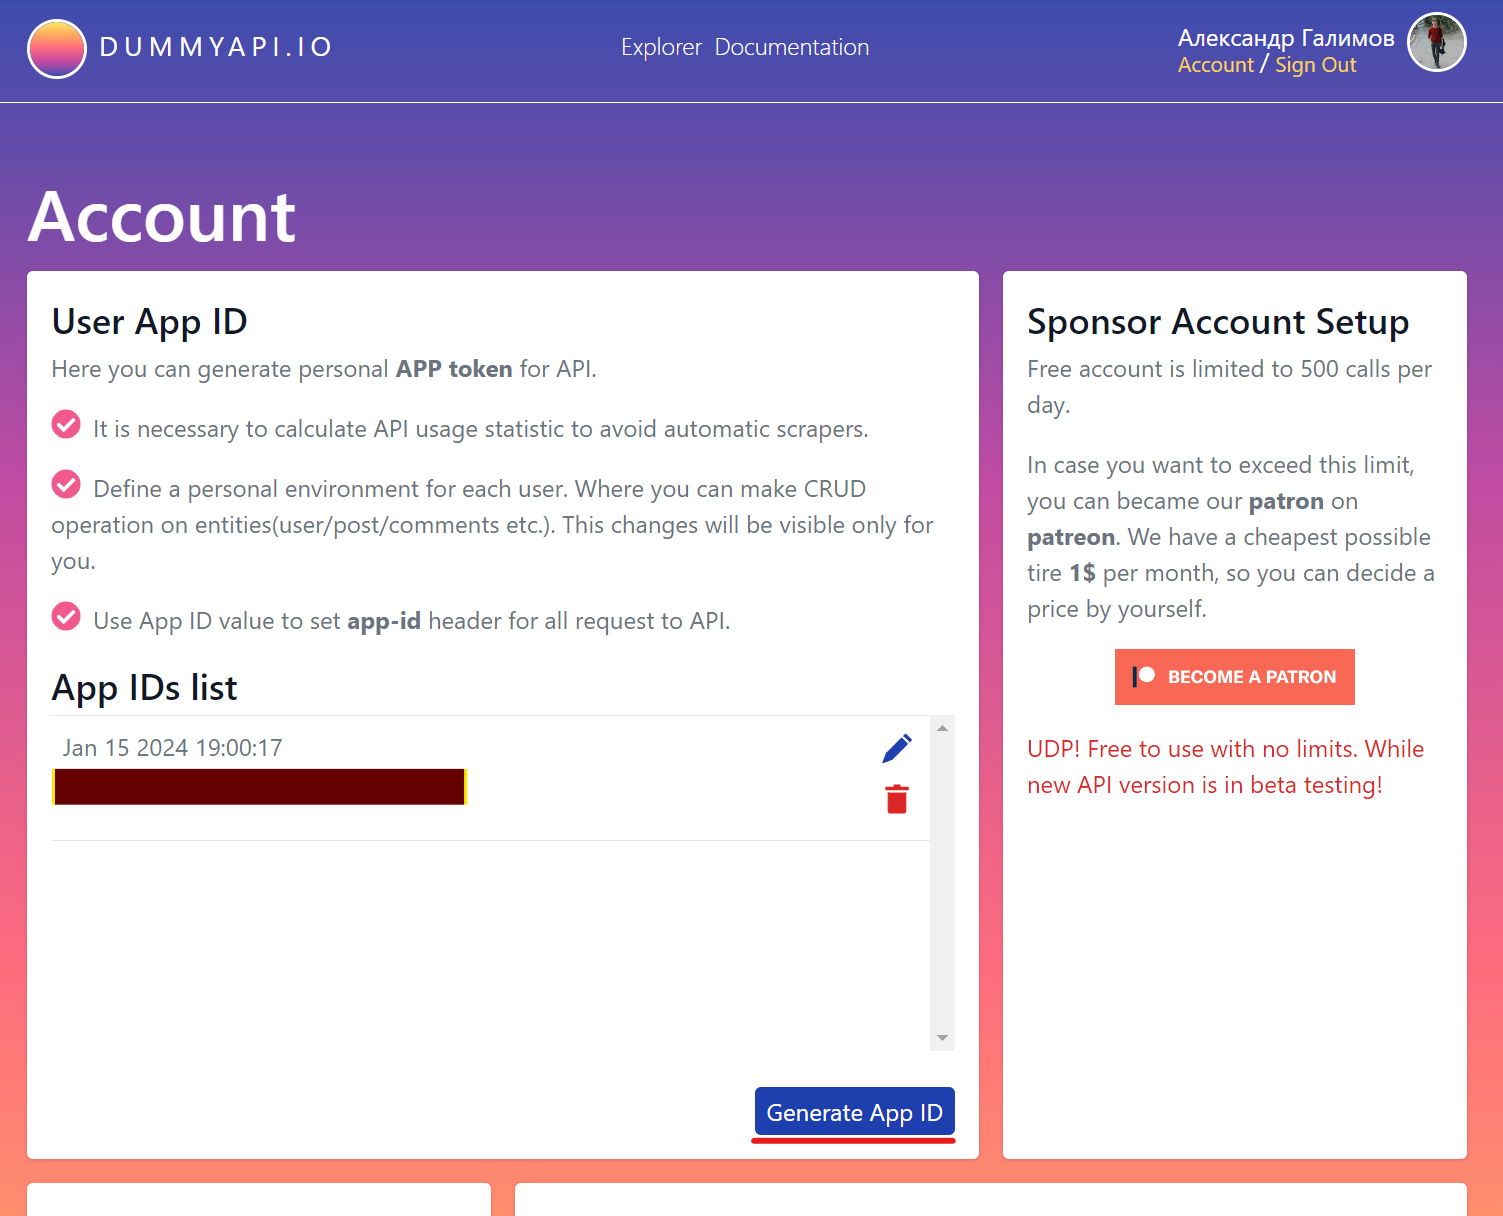 DUMMYAPI.IO
Explorer Documentation
Александр Галимов
Account / Sign Out
Account
User App ID
Here you can generate personal APP token for API.
It is necessary to calculate API usage statistic to avoid automatic scrapers.
Define a personal environment for each user. Where you can make CRUD
operation on entities(user/post/comments etc.). This changes will be visible only for
you.
Use App ID value to set app-id header for all request to API.
App IDs list
Jan 15 2024 19:00:17
Generate App ID
Sponsor Account Setup
Free account is limited to 500 calls per
day.
In case you want to exceed this limit,
you can became our patron on
patreon. We have a cheapest possible
tire 1$ per month, so you can decide a
price by yourself.
BECOME A PATRON
UDP! Free to use with no limits. While
new API version is in beta testing!